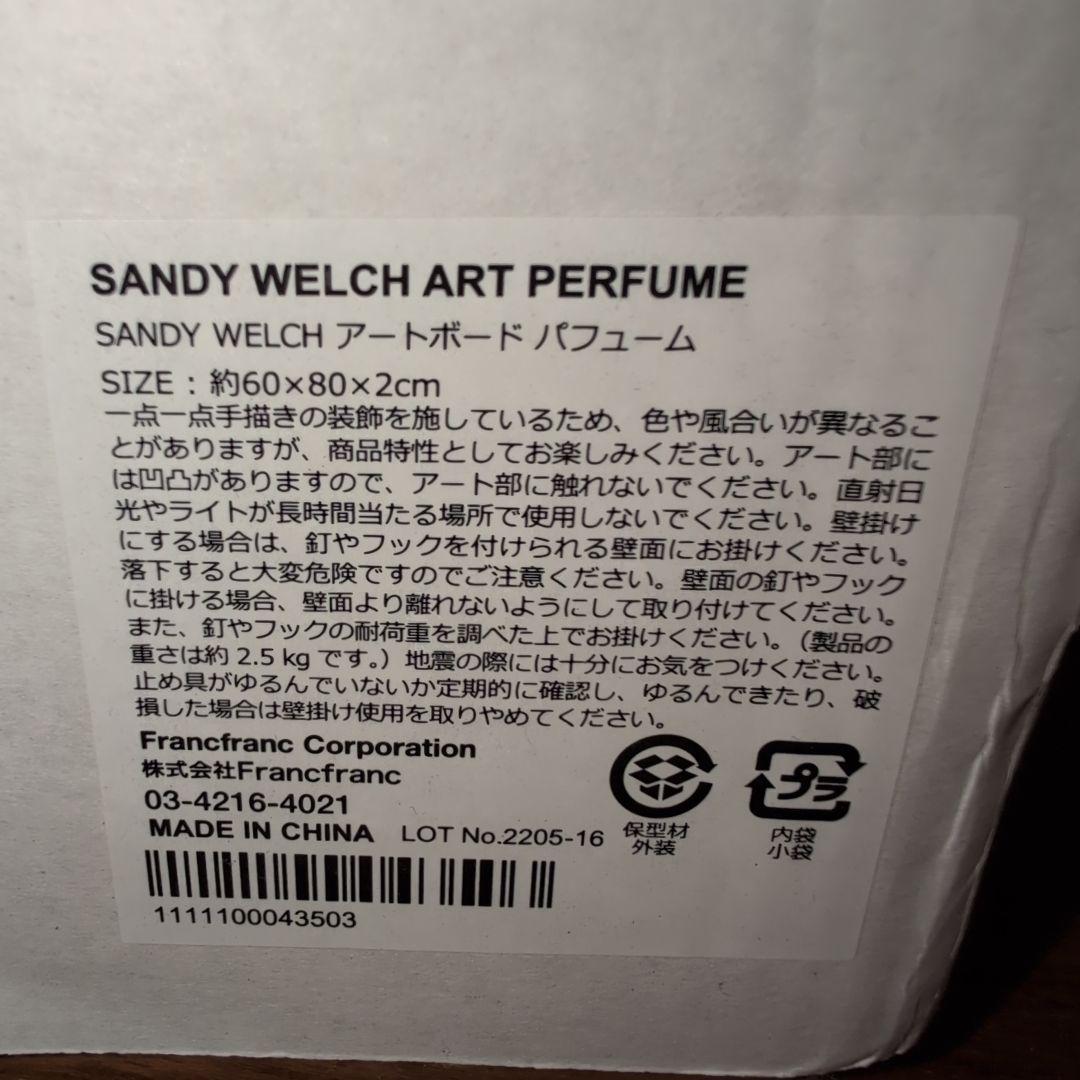 SANDY WELCH ART PERFUME
SANDY WELCH アートボード パフューム
SIZE : 約60×80×2cm
一点一点手描きの装飾を施しているため、色や風合いが異なるこ
とがありますが、商品特性としてお楽しみください。アート部に
は凹凸がありますので、アート部に触れないでください。直射日
光やライトが長時間当たる場所で使用しないでください。壁掛け
にする場合は、釘やフックを付けられる壁面にお掛けください。
落下すると大変危険ですのでご注意ください。壁面の釘やフック
に掛ける場合、壁面より離れないようにして取り付けてください。
また、釘やフックの耐荷重を調べた上でお掛けください。（製品の
重さは約 2.5 kg です。）地震の際には十分にお気をつけください。
止め具がゆるんでいないか定期的に確認し、ゆるんできたり、破
損した場合は壁掛け使用を取りやめてください。
Francfranc Corporation
株式会社Francfranc
03-4216-4021
MADE IN CHINA LOT No.2205-16
保型材
外装
プラ
内袋
小袋
1111100043503